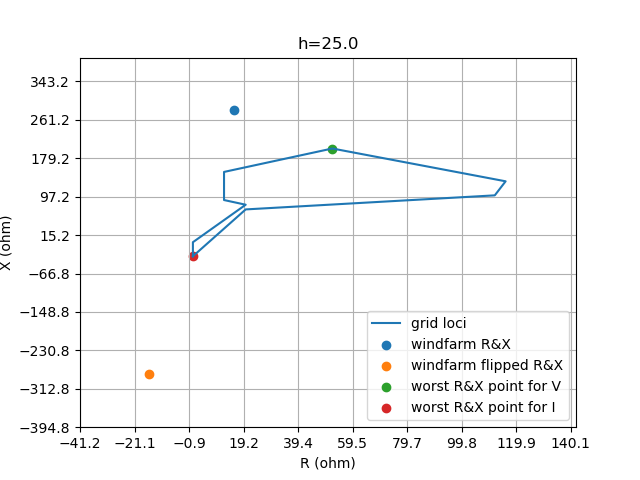 h=25.0
343.2
261.2
179.2
97.2
15.2
−66.8
−148.8
−230.8
−312.8
−394.8
X (ohm)
grid loci
windfarm R&X
windfarm flipped R&X
worst R&X point for V
worst R&X point for I
−41.2 −21.1 −0.9 19.2 39.4 59.5 79.7 99.8 119.9 140.1
R (ohm)